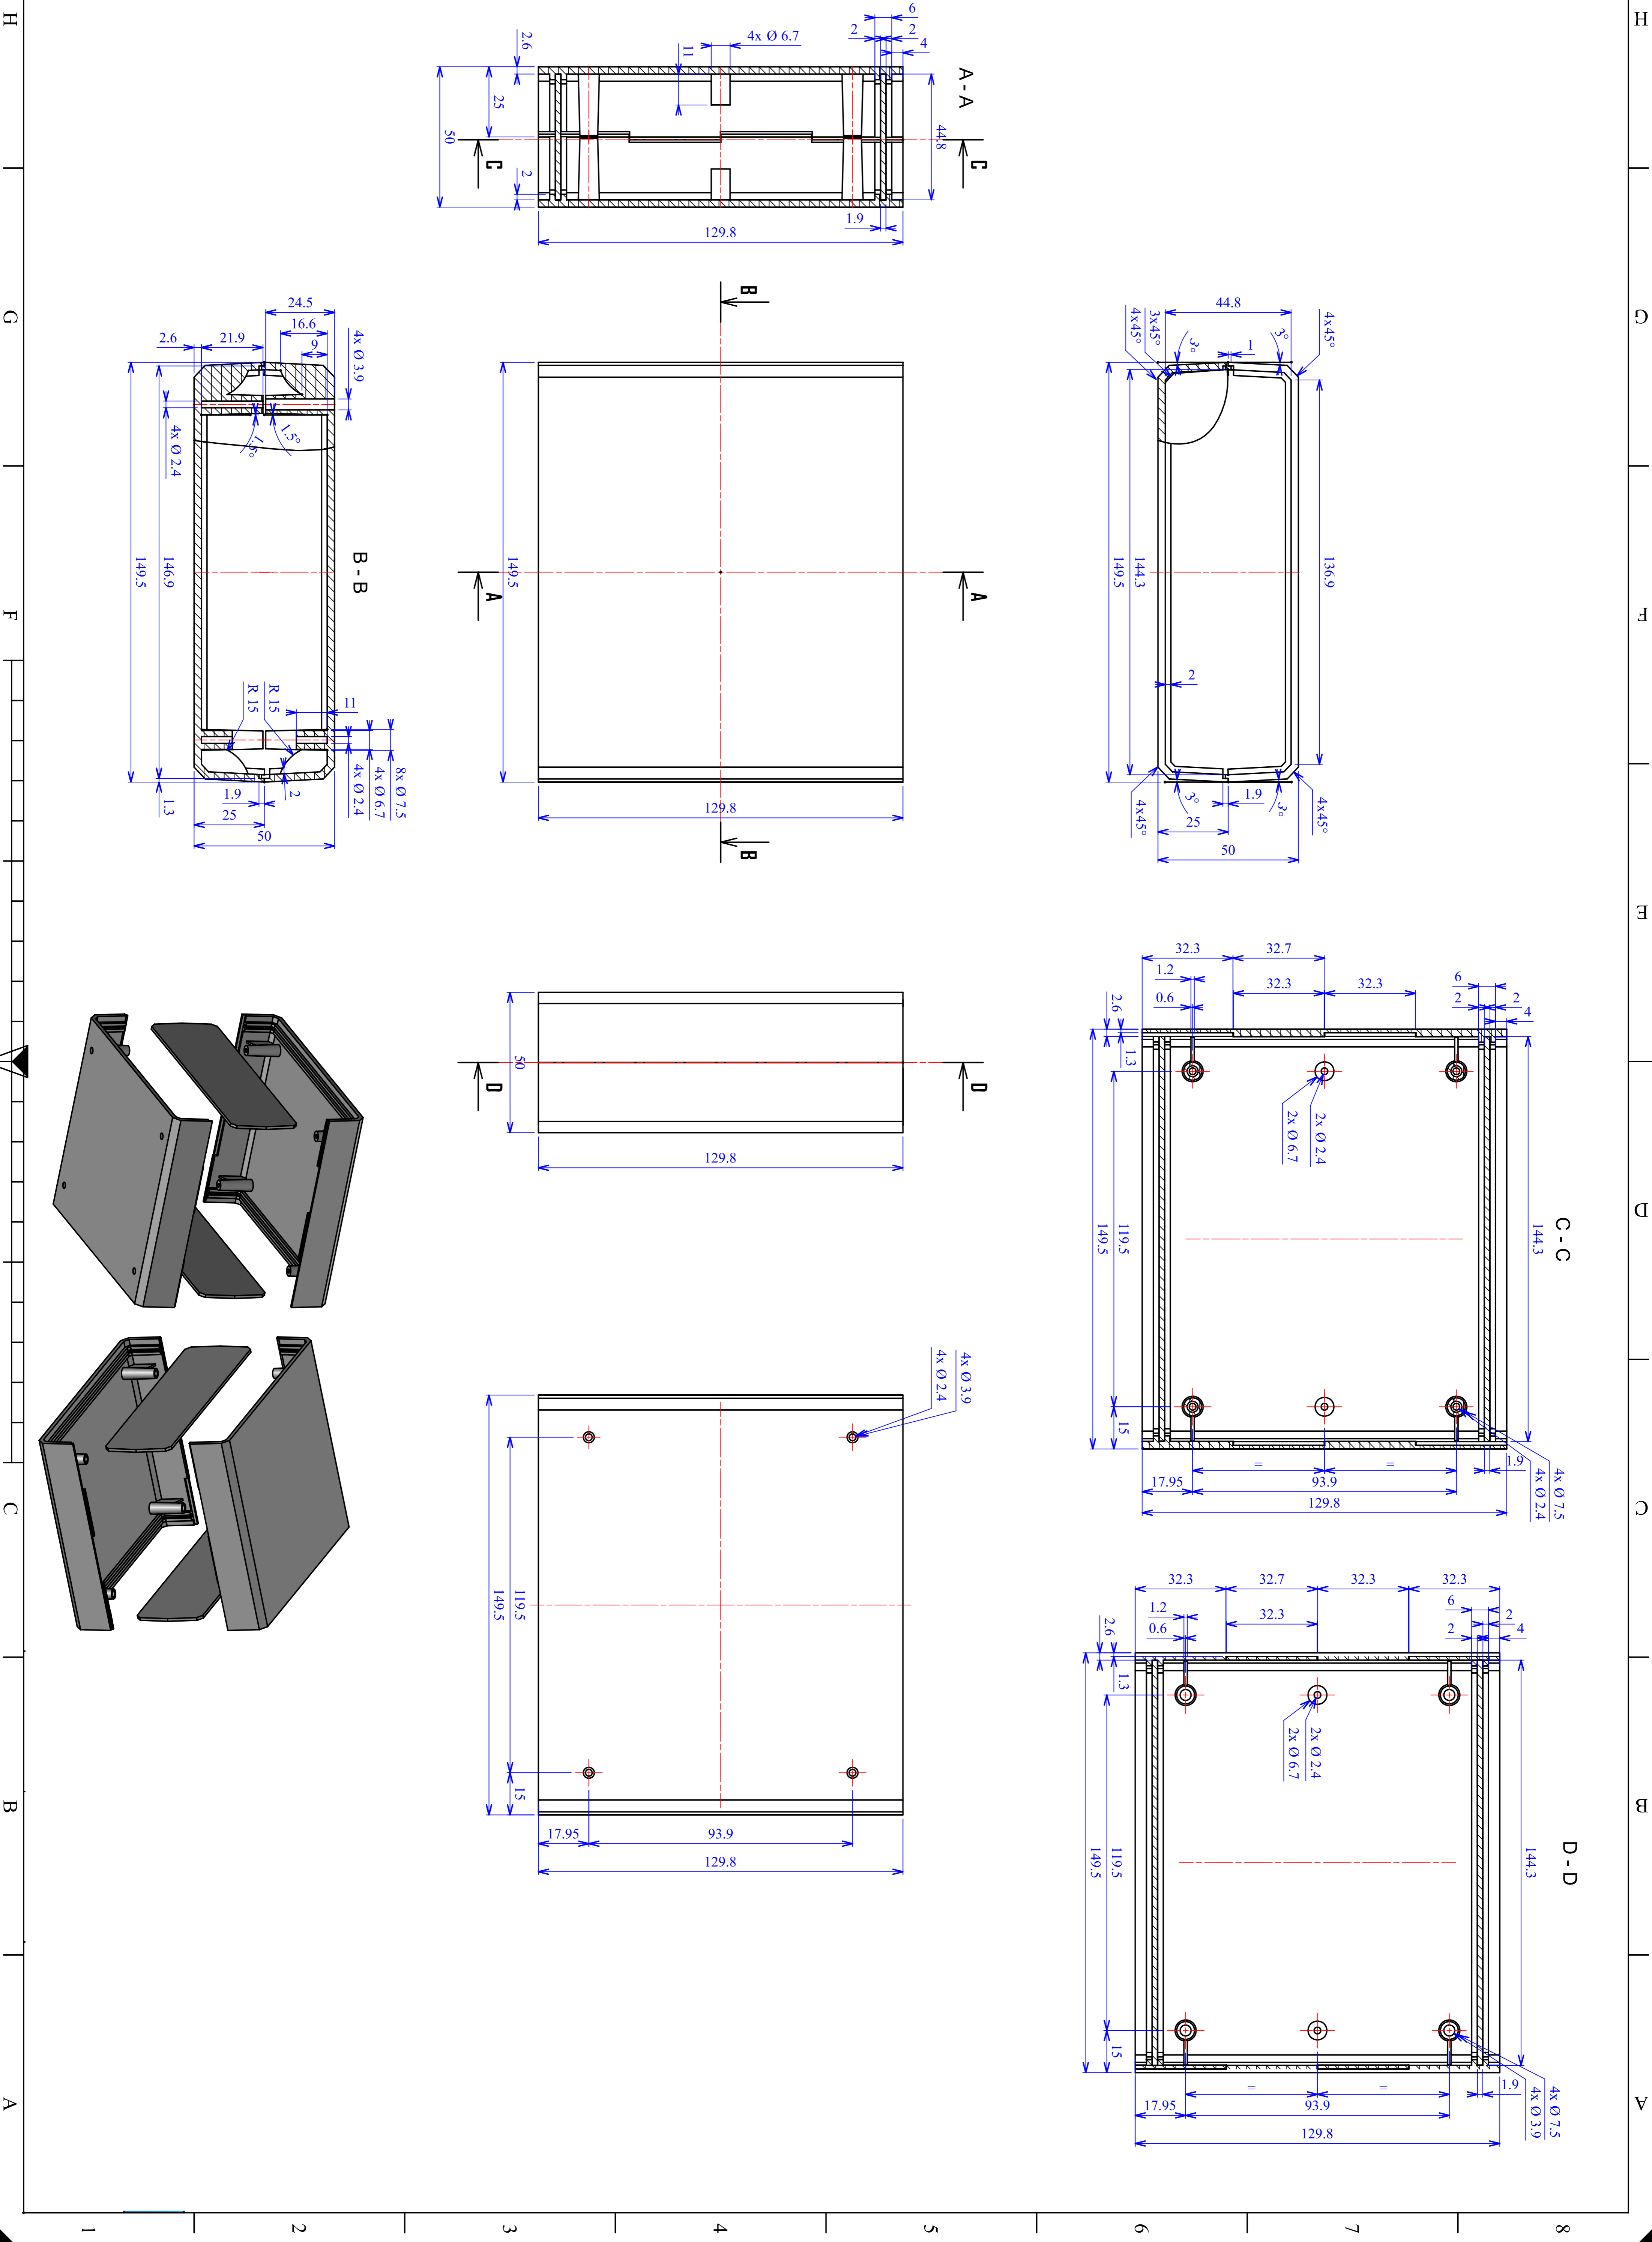 H
G
F
E
D
C
B
A
A - A
6
2
2
4
4x Ø 6.7
11
2.6
25
50
44.8
2
1.9
129.8
C
C
B
149.5
129.8
A
A
B
24.5
16.6
9
2.6
21.9
4x Ø 3.9
4x Ø 2.4
1.5°
1.5°
B - B
146.9
149.5
R 15
R 15
11
8x Ø 7.5
4x Ø 6.7
4x Ø 2.4
2
1.9
1.3
25
50
44.8
4x45°
3x45°
3°
1
3°
4x45°
136.9
144.3
149.5
2
3°
1.9
3°
4x45°
4x45°
25
50
50
129.8
D
D
C - C
32.3
32.7
32.3
32.3
1.2
0.6
2.6
1.3
6
2
2
4
2x Ø 2.4
2x Ø 6.7
144.3
119.5
149.5
15
=
=
1.9
17.95
93.9
129.8
4x Ø 7.5
4x Ø 2.4
4x Ø 3.9
4x Ø 2.4
119.5
149.5
15
17.95
93.9
129.8
D - D
32.3
32.7
32.3
32.3
32.3
1.2
0.6
2.6
1.3
6
2
2
4
2x Ø 2.4
2x Ø 6.7
144.3
119.5
149.5
15
=
=
1.9
17.95
93.9
129.8
4x Ø 7.5
4x Ø 3.9
H
G
F
E
D
C
B
A
1
2
3
4
5
6
7
8